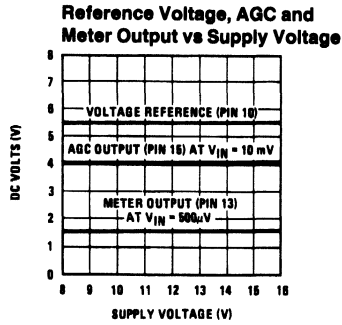 Reference Voltage, AGC and
Meter Output vs Supply Voltage
8
7
6
5
4
3
2
1
0
DC VOLTS (V)
VOLTAGE REFERENCE (PIN 10)
AGC OUTPUT (PIN 15) AT VIN = 10 mV
METER OUTPUT (PIN 13)
AT VIN = 500µV
8 9 10 11 12 13 14 15 16
SUPPLY VOLTAGE (V)